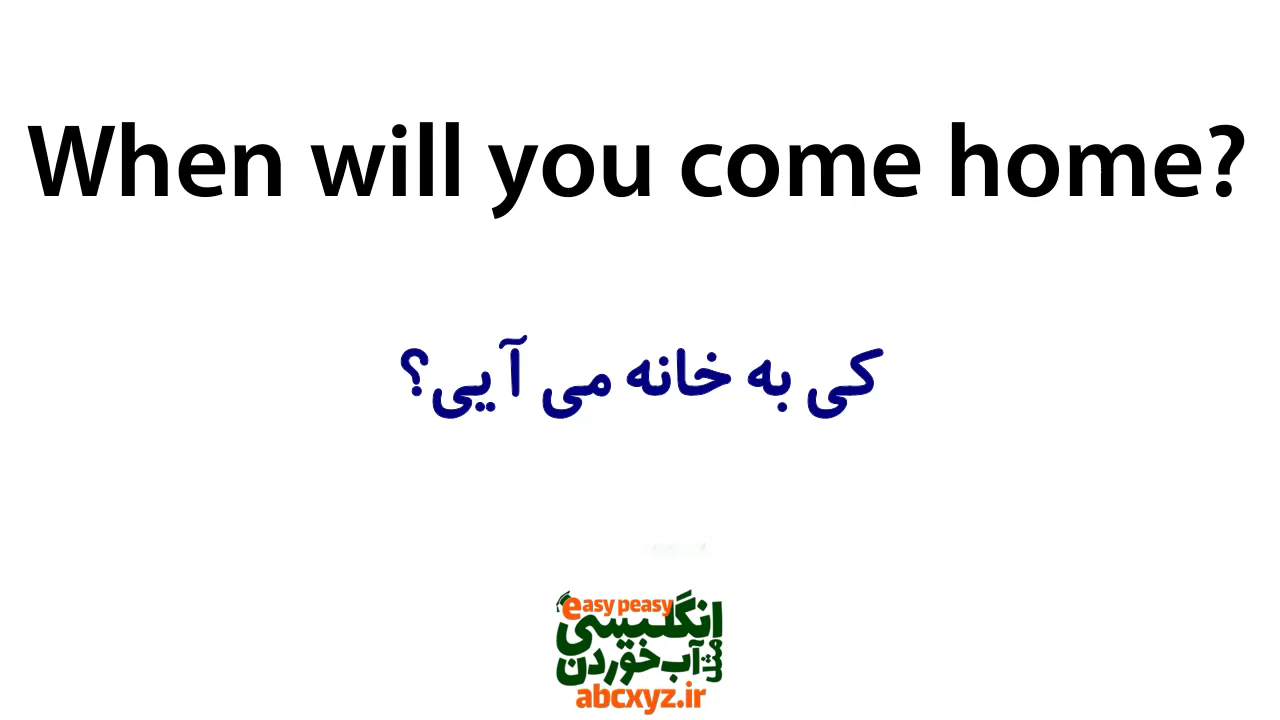 When will you come home?
کی به خانه می آیی؟
easy peasy
انگلیسی
مثل آب خوردن
abcxyz.ir